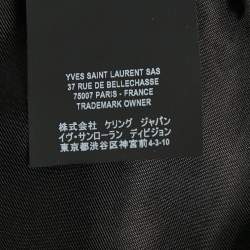 YVES SAINT LAURENT SAS
37 RUE DE BELLECHASSE
75007 PARIS - FRANCE
TRADEMARK OWNER
株式会社 ケリング ジャパン
イヴ・サンローラン ディビジョン
東京都渋谷区神宮前4-3-10